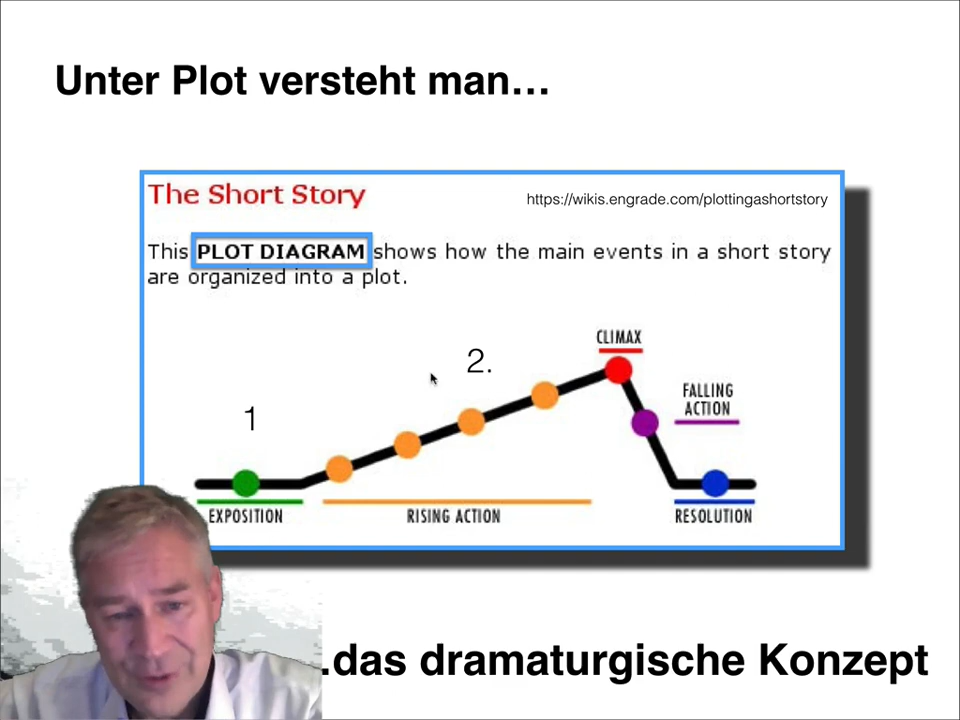 Unter Plot versteht man…
The Short Story
https://wikis.engrade.com/plottingashortstory
This PLOT DIAGRAM shows how the main events in a short story
are organized into a plot.
CLIMAX
2.
FALLING
ACTION
1
EXPOSITION
RISING ACTION
RESOLUTION
.das dramaturgische Konzept